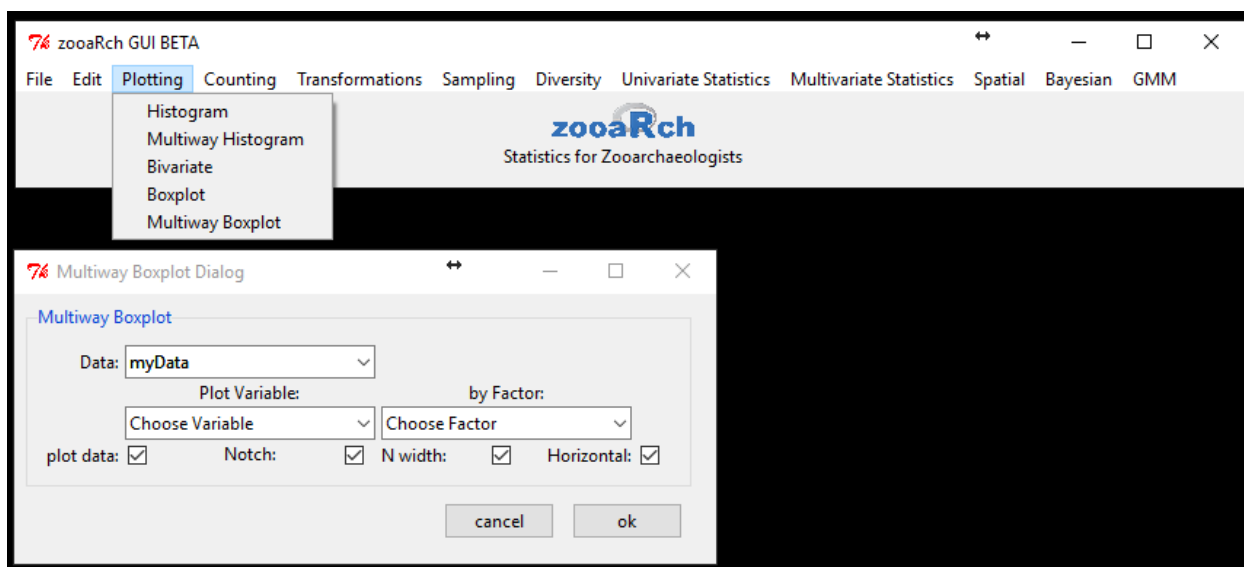 zooaRch GUI BETA
File Edit Plotting Counting Transformations Sampling Diversity Univariate Statistics Multivariate Statistics Spatial Bayesian GMM
Histogram
Multiway Histogram
Bivariate
Boxplot
Multiway Boxplot
zooaRch
Statistics for Zooarchaeologists
Multiway Boxplot Dialog
Multiway Boxplot
Data: myData
Plot Variable: by Factor:
Choose Variable Choose Factor
plot data: Notch: N width: Horizontal:
cancel ok